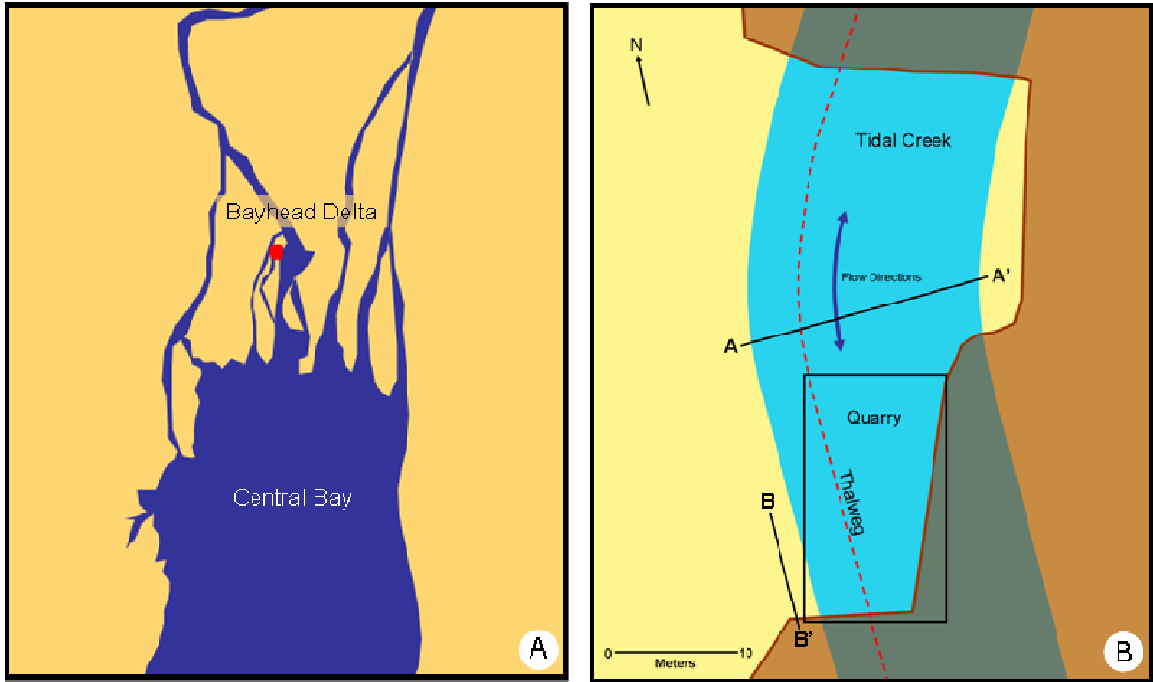 Bayhead Delta
Central Bay
A
N
Tidal Creek
Flow Directions
A'
A
Quarry
Thalweg
B
B'
0 10
Meters
B